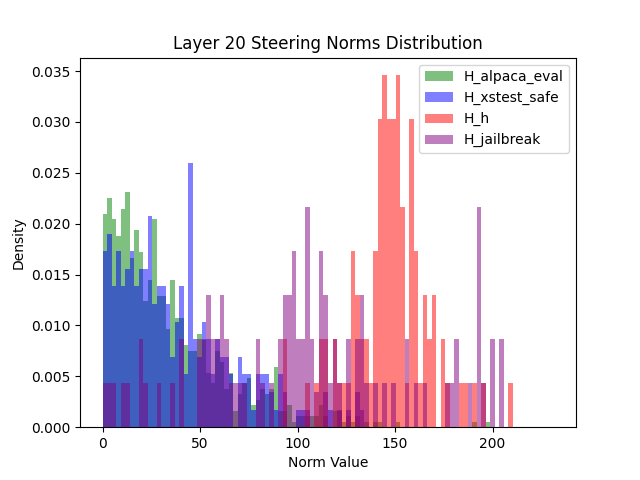 Layer 20 Steering Norms Distribution
H_alpaca_eval
H_xstest_safe
H_h
H_jailbreak
Density
0.035
0.030
0.025
0.020
0.015
0.010
0.005
0.000
0 50 100 150 200
Norm Value